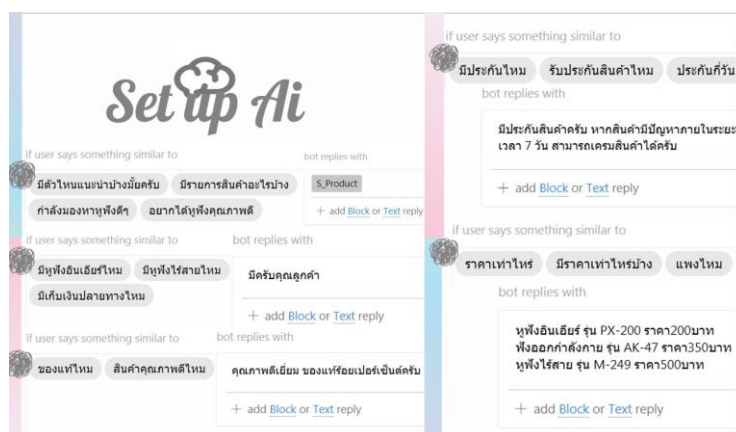 Set up Ai
if user says something similar to
bot replies with
มีตัวไหนแนะนำบ้างมั้ยครับ
มีรายการสินค้าอะไรบ้าง
S_Product
กำลังมองหาหูฟังดีๆ
อยากได้หูฟังคุณภาพดี
+ add Block or Text reply
if user says something similar to
bot replies with
มีหูฟังอินเอียร์ไหม
มีหูฟังไร้สายไหม
มีครับคุณลูกค้า
มีเก็บเงินปลายทางไหม
+ add Block or Text reply
if user says something similar to
bot replies with
ของแท้ไหม
สินค้าคุณภาพดีไหม
คุณภาพดีเยี่ยม ของแท้ร้อยเปอร์เซ็นต์ครับ
+ add Block or Text reply
if user says something similar to
มีประกันไหม
รับประกันสินค้าไหม
ประกันกี่วัน
bot replies with
มีประกันสินค้าครับ หากสินค้ามีปัญหาภายในระยะ
เวลา 7 วัน สามารถเครมสินค้าได้ครับ
+ add Block or Text reply
if user says something similar to
ราคาเท่าไหร่
มีราคาเท่าไหร่บ้าง
แพงไหม
bot replies with
หูฟังอินเอียร์ รุ่น PX-200 ราคา200บาท
ฟังออกกำลังกาย รุ่น AK-47 ราคา350บาท
หูฟังไร้สาย รุ่น M-249 ราคา500บาท
+ add Block or Text reply